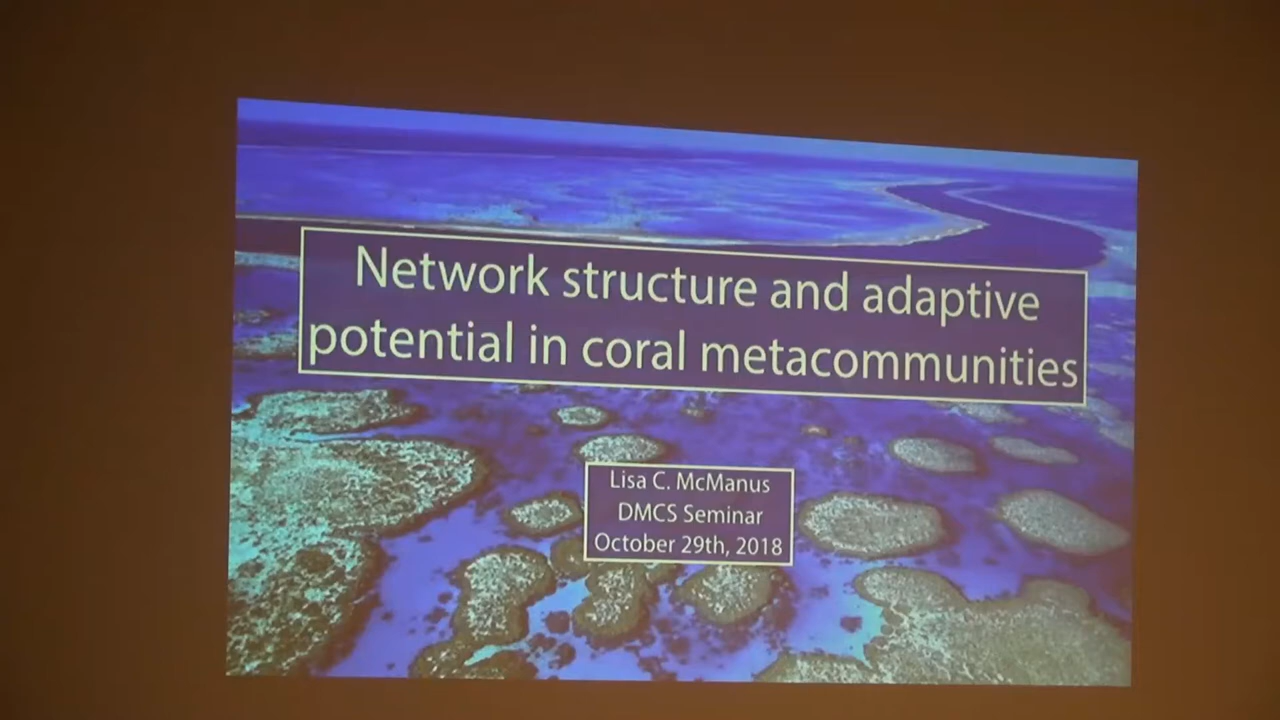 Network structure and adaptive
potential in coral metacommunities
Lisa C. McManus
DMCS Seminar
October 29th, 2018